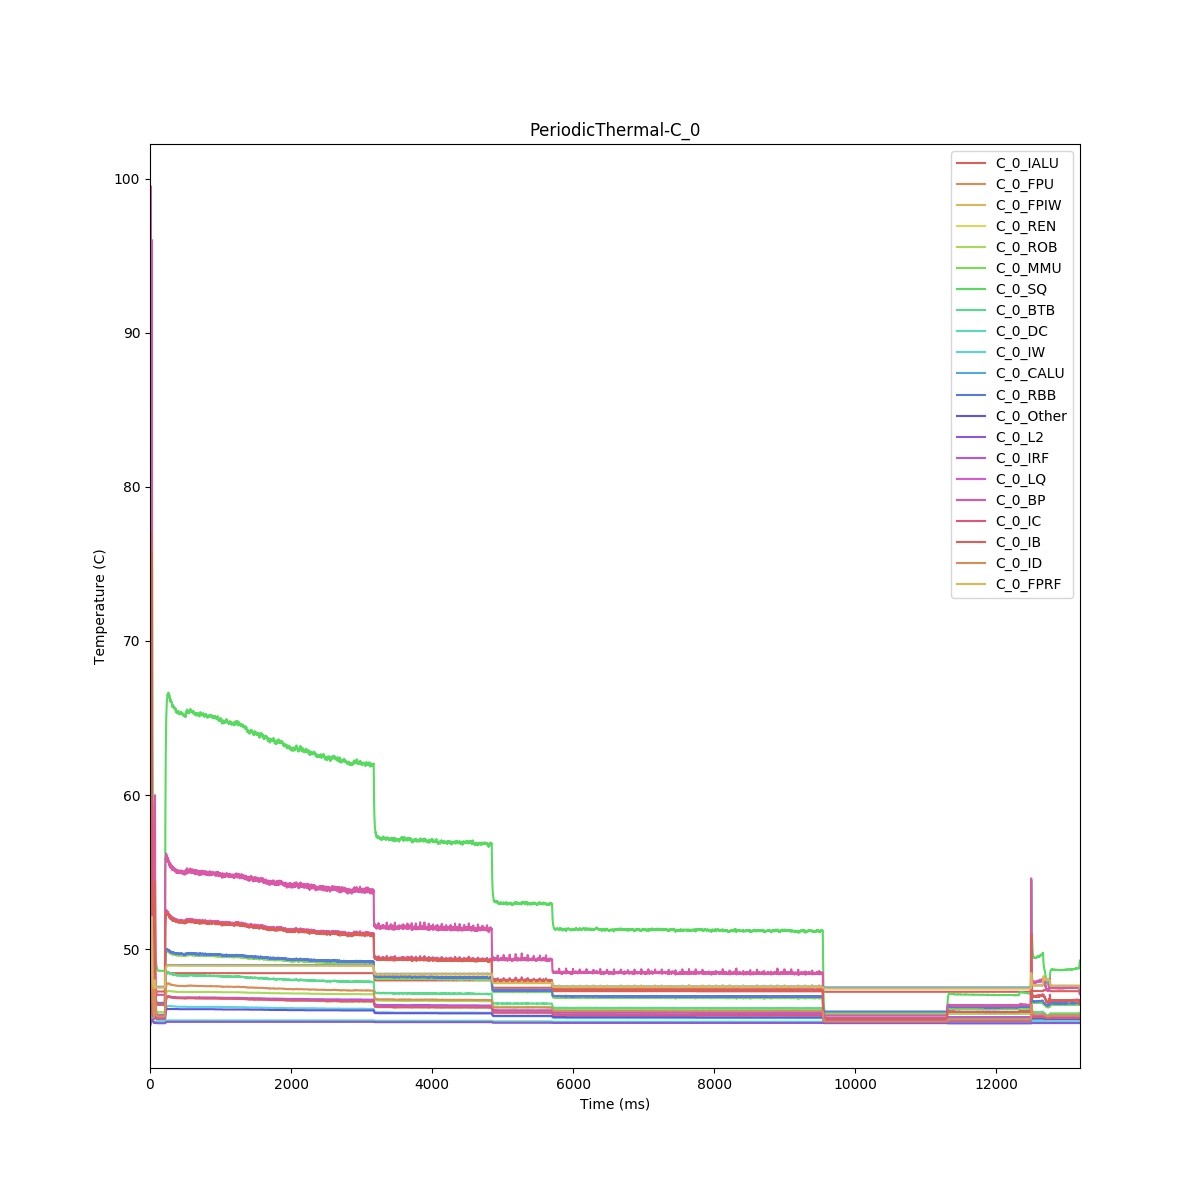 PeriodicThermal-C_0
100
90
80
70
60
50
Temperature (C)
0
2000
4000
6000
8000
10000
12000
Time (ms)
C_0_IALU
C_0_FPU
C_0_FPIW
C_0_REN
C_0_ROB
C_0_MMU
C_0_SQ
C_0_BTB
C_0_DC
C_0_IW
C_0_CALU
C_0_RBB
C_0_Other
C_0_L2
C_0_IRF
C_0_LQ
C_0_BP
C_0_IC
C_0_IB
C_0_ID
C_0_FPRF